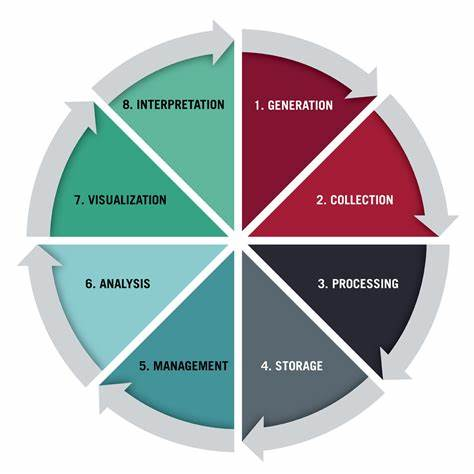 1. GENERATION
2. COLLECTION
3. PROCESSING
4. STORAGE
5. MANAGEMENT
6. ANALYSIS
7. VISUALIZATION
8. INTERPRETATION